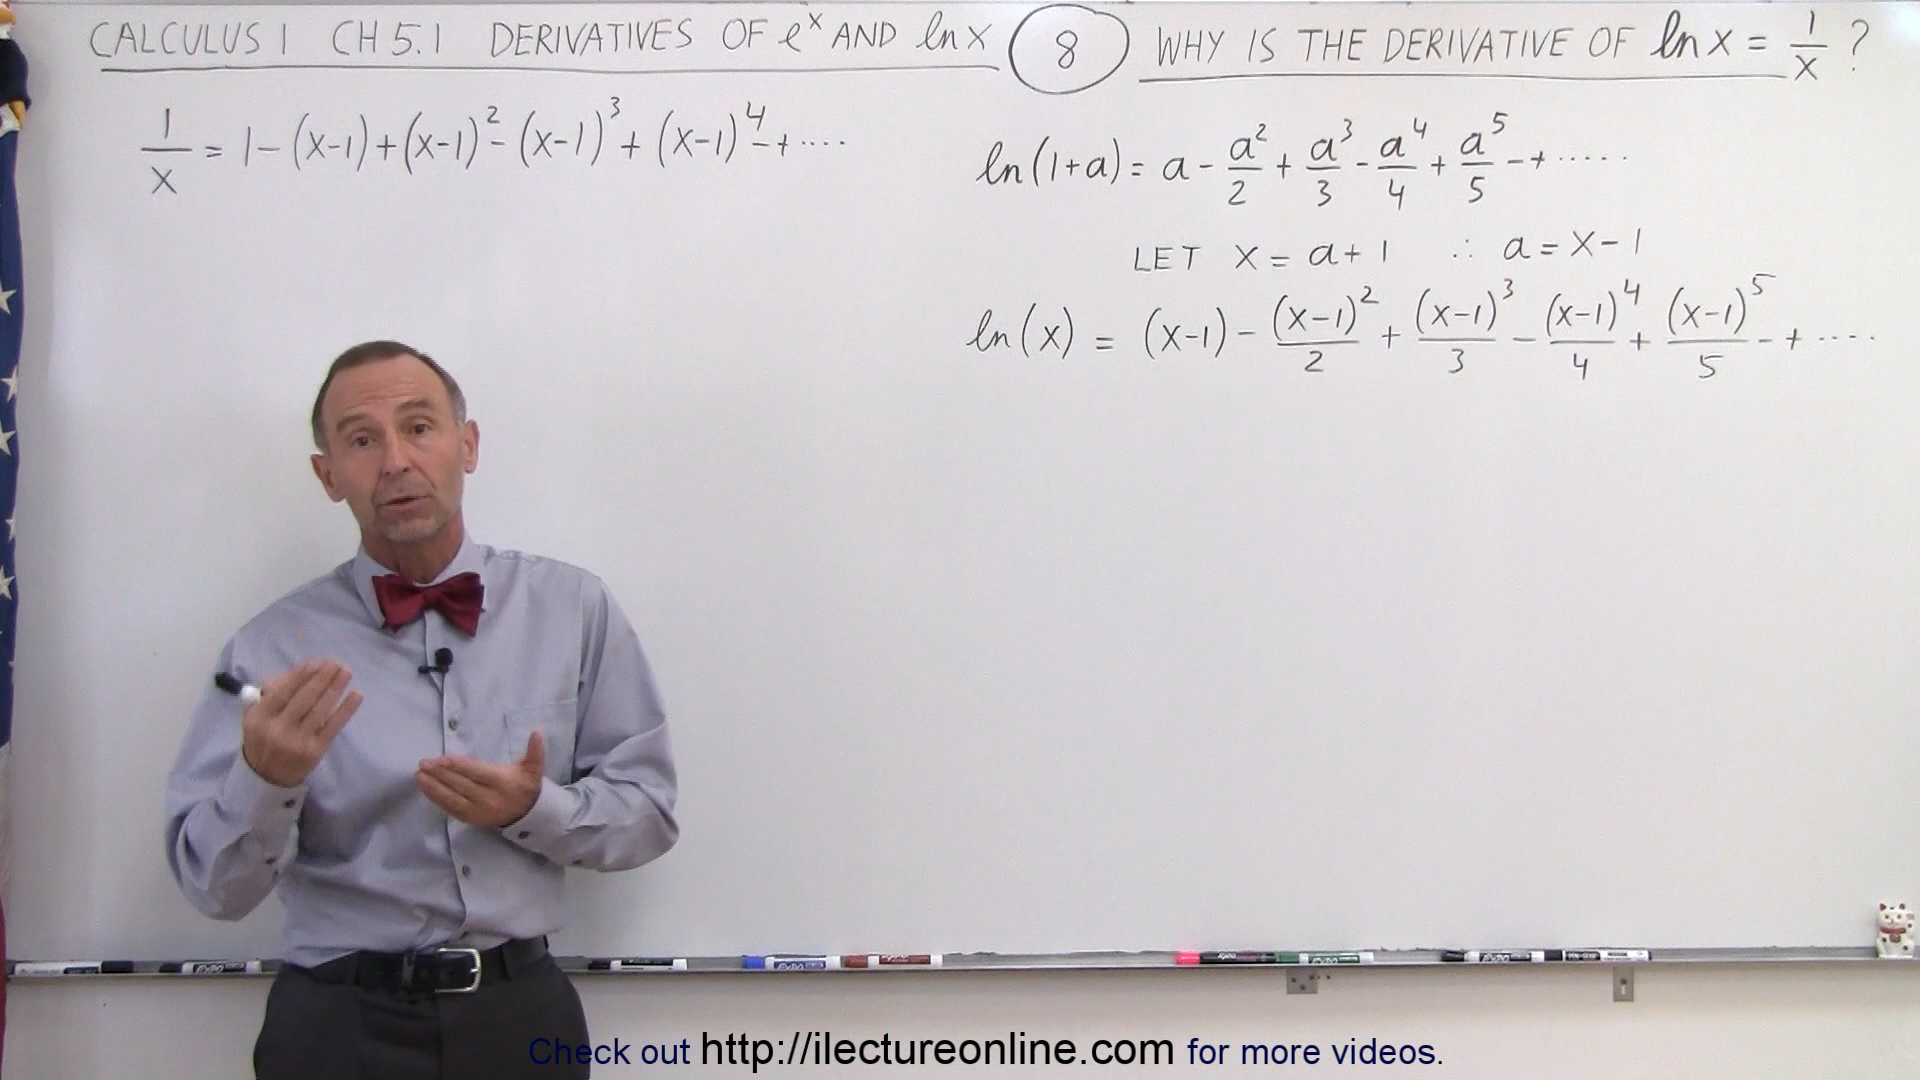 CALCULUS 1 CH 5.1 DERIVATIVES OF e^x AND ln x 8 WHY IS THE DERIVATIVE OF ln x = 1/x ?
1/x = 1 - (x-1) + (x-1)^2 - (x-1)^3 + (x-1)^4 - + ....
ln(1+a) = a - a^2/2 + a^3/3 - a^4/4 + a^5/5 - + .....
LET x = a + 1 ∴ a = x - 1
ln(x) = (x-1) - (x-1)^2/2 + (x-1)^3/3 - (x-1)^4/4 + (x-1)^5/5 - + ....
EXPO
Check out http://ilectureonline.com for more videos.